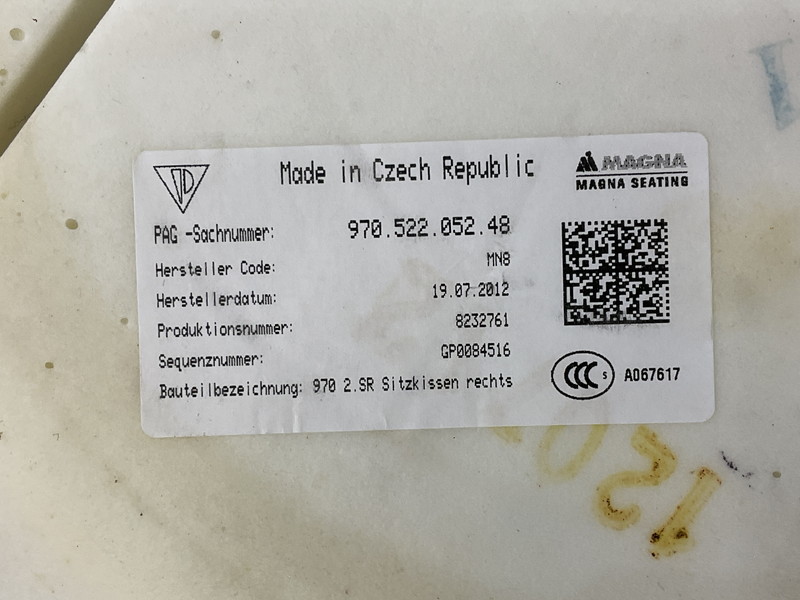 Made in Czech Republic
MAGNA
MAGNA SEATING
PAG -Sachnummer: 970.522.052.48
Hersteller Code: MN8
Herstellerdatum: 19.07.2012
Produktionsnummer: 8232761
Sequenznummer: GP0084516
Bauteilbezeichnung: 970 2.SR Sitzkissen rechts
CCC S A067617